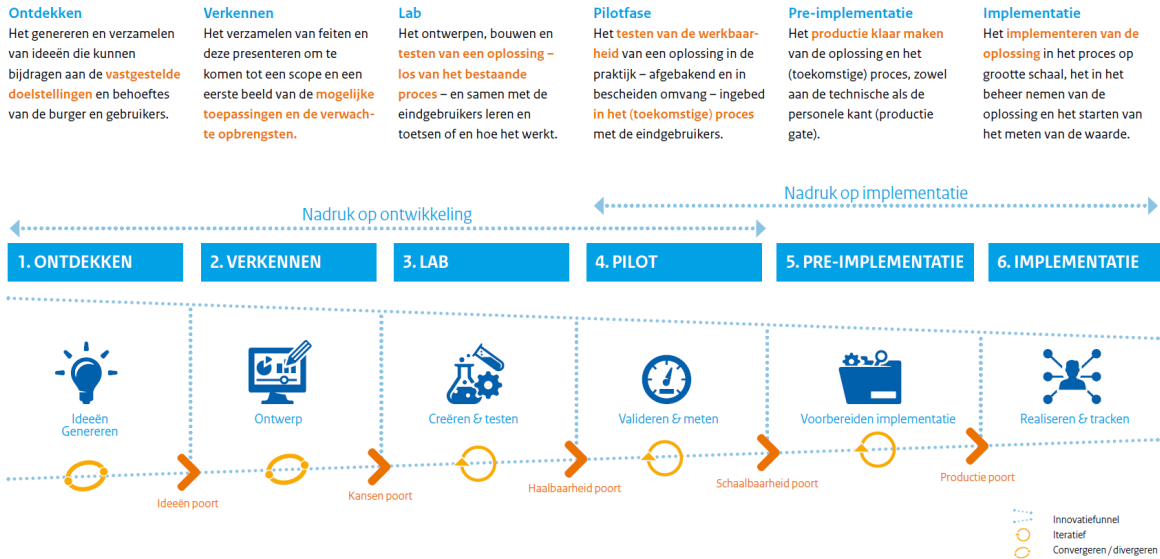 Ontdekken
Het genereren en verzamelen
van ideeën die kunnen
bijdragen aan de vastgestelde
doelstellingen en behoeftes
van de burger en gebruikers.
Verkennen
Het verzamelen van feiten en
deze presenteren om te
komen tot een scope en een
eerste beeld van de mogelijke
toepassingen en de verwach-
te opbrengsten.
Lab
Het ontwerpen, bouwen en
testen van een oplossing –
los van het bestaande
proces – en samen met de
eindgebruikers leren en
toetsen of en hoe het werkt.
Pilotfase
Het testen van de werkbaar-
heid van een oplossing in de
praktijk – afgebakend en in
bescheiden omvang – ingebed
in het (toekomstige) proces
met de eindgebruikers.
Pre-implementatie
Het productie klaar maken
van de oplossing en het
(toekomstige) proces, zowel
aan de technische als de
personele kant (productie
gate).
Implementatie
Het implementeren van de
oplossing in het proces op
grootte schaal, het in het
beheer nemen van de
oplossing en het starten van
het meten van de waarde.
Nadruk op implementatie
Nadruk op ontwikkeling
1. ONTDEKKEN
2. VERKENNEN
3. LAB
4. PILOT
5. PRE-IMPLEMENTATIE
6. IMPLEMENTATIE
Ideeën
Genereren
Ontwerp
Creëren & testen
Valideren & meten
Voorbereiden implementatie
Realiseren & tracken
Ideeën poort
Kansen poort
Haalbaarheid poort
Schaalbaarheid poort
Productie poort
Innovatiefunnel
Iteratief
Convergeren / divergeren